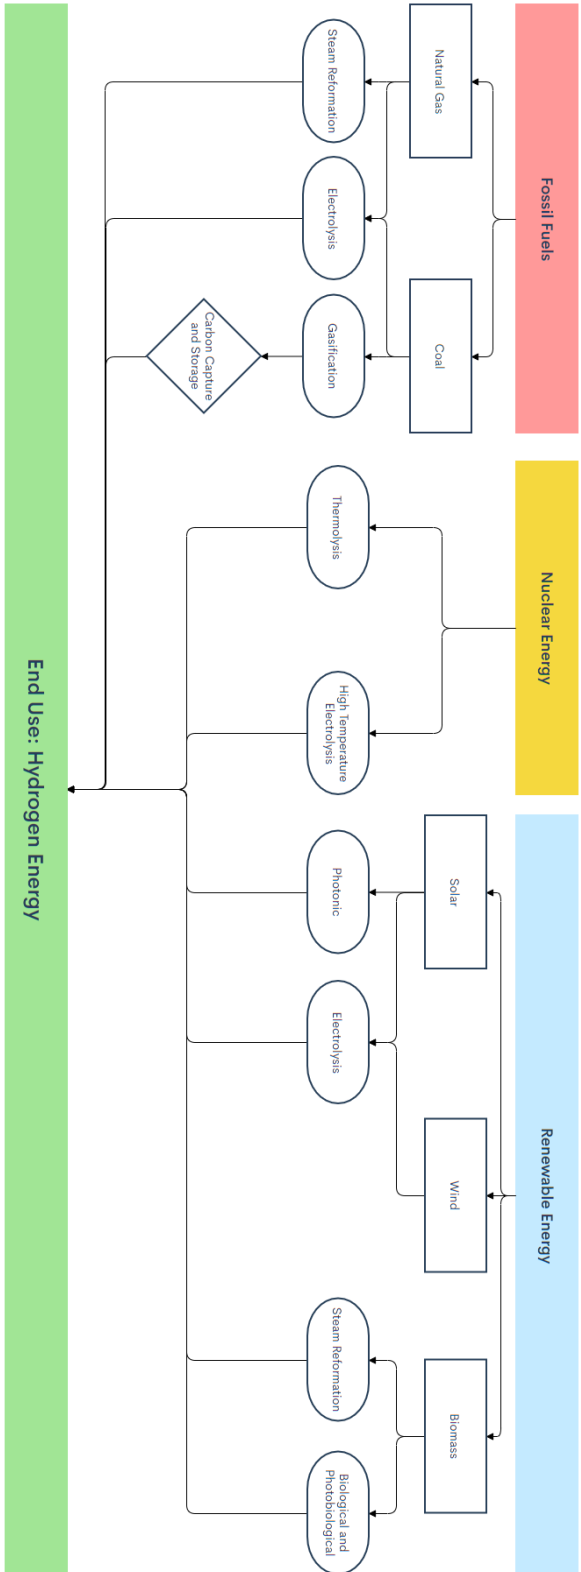 Fossil Fuels
Nuclear Energy
Renewable Energy
Natural Gas
Coal
Solar
Wind
Biomass
Steam Reformation
Electrolysis
Gasification
Thermolysis
High Temperature
Electrolysis
Photonic
Electrolysis
Steam Reformation
Biological and
Photobiological
Carbon Capture
and Storage
End Use: Hydrogen Energy